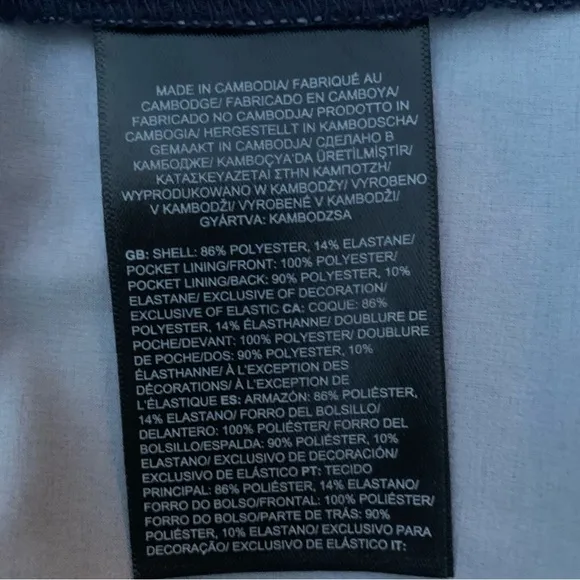 MADE IN CAMBODIA/ FABRIQUÉ AU
CAMBODGE/ FABRICADO EN CAMBOYA/
FABRICADO NO CAMBODJA/ PRODOTTO IN
CAMBOGIA/ HERGESTELLT IN KAMBODSCHA/
GEMAAKT IN CAMBODJA/ СДЕЛАНО В
КАМБОДЖЕ/ KAMBOÇYA'DA ÜRETİLMİŞTİR/
ΚΑΤΑΣΚΕΥΑΖΕΤΑΙ ΣΤΗΝ ΚΑΜΠΟΤΖΗ/
WYPRODUKOWANO W KAMBODŻY/ VYROBENO
V KAMBODŽI/ VYROBENÉ V KAMBODŽI/
GYÁRTVA: KAMBODZSA
GB: SHELL: 86% POLYESTER, 14% ELASTANE/
POCKET LINING/FRONT: 100% POLYESTER/
POCKET LINING/BACK: 90% POLYESTER, 10%
ELASTANE/ EXCLUSIVE OF DECORATION/
EXCLUSIVE OF ELASTIC CA: COQUE: 86%
POLYESTER, 14% ÉLASTHANNE/ DOUBLURE DE
POCHE/DEVANT: 100% POLYESTER/ DOUBLURE
DE POCHE/DOS: 90% POLYESTER, 10%
ÉLASTHANNE/ À L'EXCEPTION DES
DÉCORATIONS/ À L'EXCEPTION DE
L'ÉLASTIQUE ES: ARMAZÓN: 86% POLIÉSTER,
14% ELASTANO/ FORRO DEL BOLSILLO/
DELANTERO: 100% POLIÉSTER/ FORRO DEL
BOLSILLO/ESPALDA: 90% POLIÉSTER, 10%
ELASTANO/ EXCLUSIVO DE DECORACIÓN/
EXCLUSIVO DE ELÁSTICO PT: TECIDO
PRINCIPAL: 86% POLIÉSTER, 14% ELASTANO/
FORRO DO BOLSO/FRONTAL: 100% POLIÉSTER/
FORRO DO BOLSO/PARTE DE TRÁS: 90%
POLIÉSTER, 10% ELASTANO/ EXCLUSIVO PARA
DECORAÇÃO/ EXCLUSIVO DE ELÁSTICO IT: